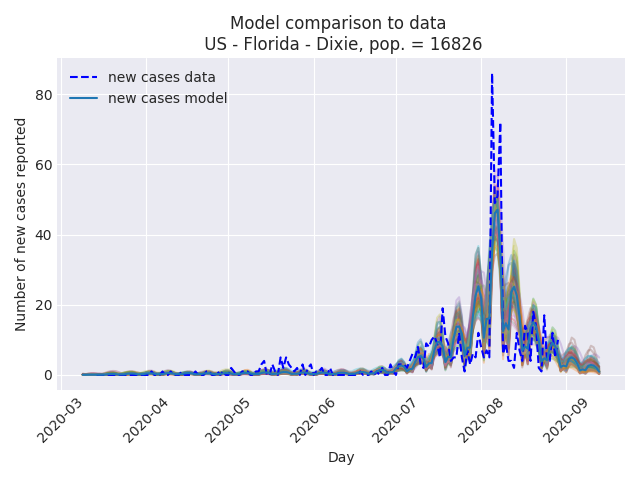 Model comparison to data
US - Florida - Dixie, pop. = 16826
new cases data
new cases model
Number of new cases reported
80
60
40
20
0
2020-03
2020-04
2020-05
2020-06
2020-07
2020-08
2020-09
Day